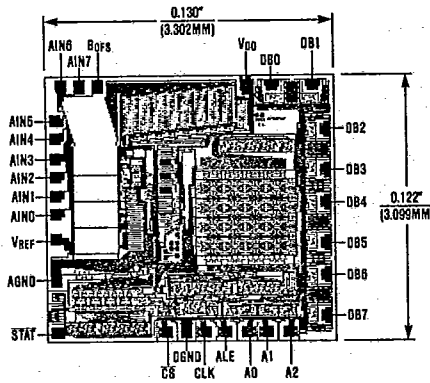 0.130"
(3.302MM)
AIN6
AIN7
BOFS
VDD
DB0
DB1
AIN5
AIN4
AIN3
AIN2
AIN1
AIN0
VREF
AGND
STAT
DB2
DB3
DB4
DB5
DB6
DB7
0.122"
(3.099MM)
CS
DGND
CLK
ALE
A0
A1
A2